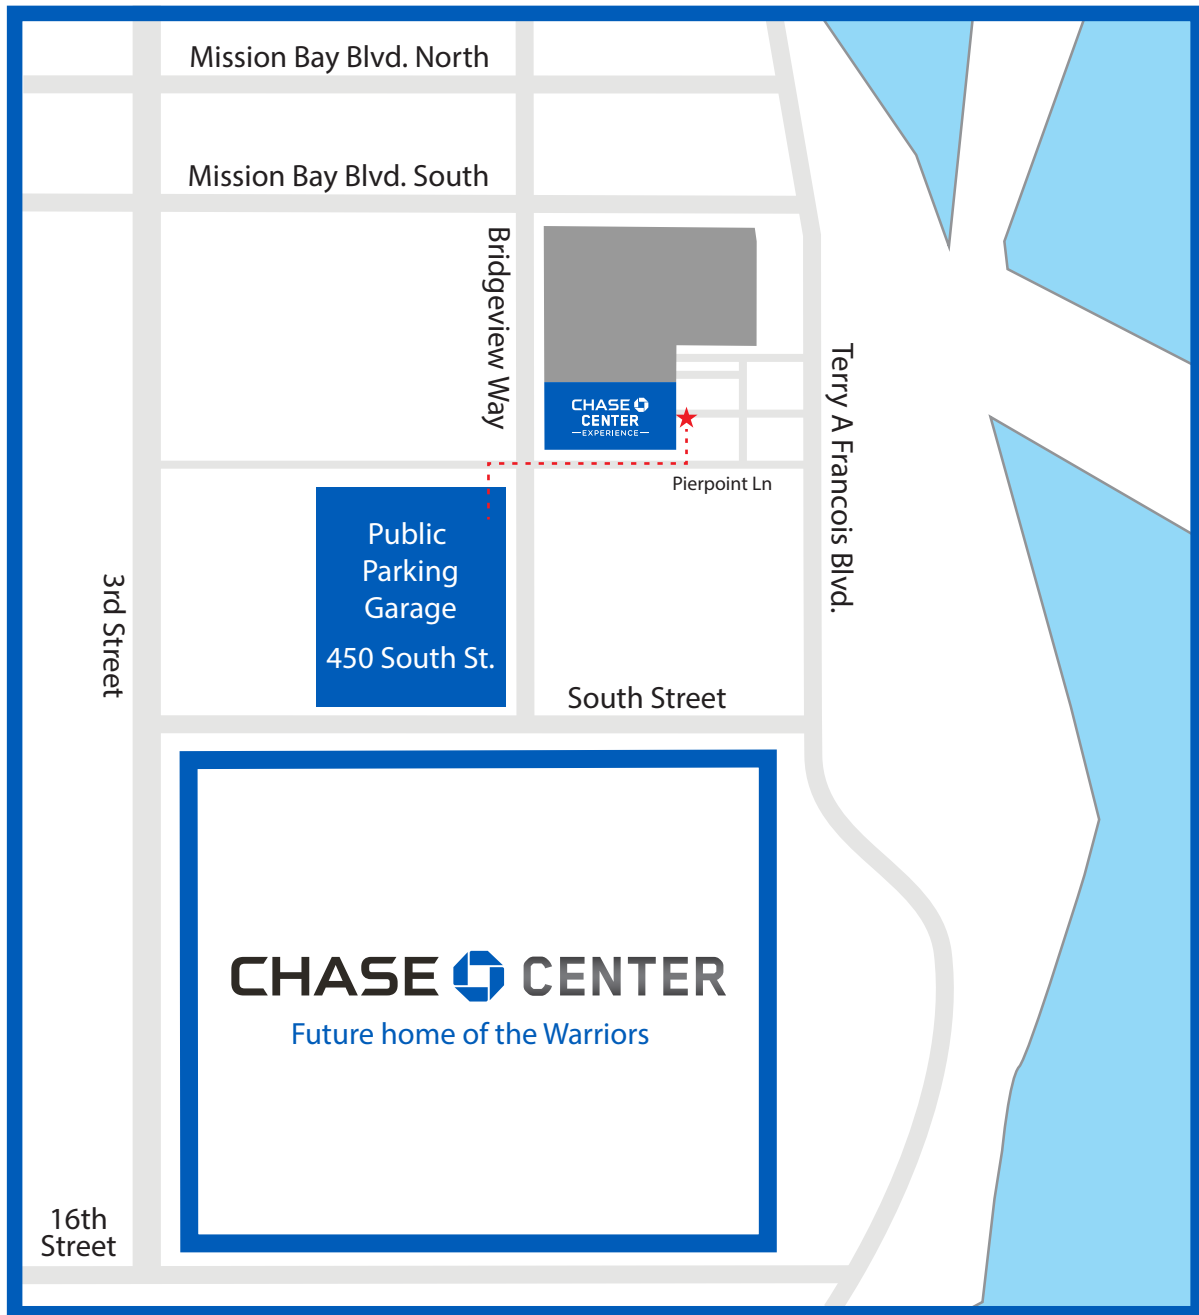 Mission Bay Blvd. North
Mission Bay Blvd. South
Bridgeview Way
Terry A Francois Blvd.
CHASE
CENTER
EXPERIENCE
Pierpoint Ln
Public
Parking
Garage
450 South St.
3rd Street
South Street
CHASE CENTER
Future home of the Warriors
16th
Street